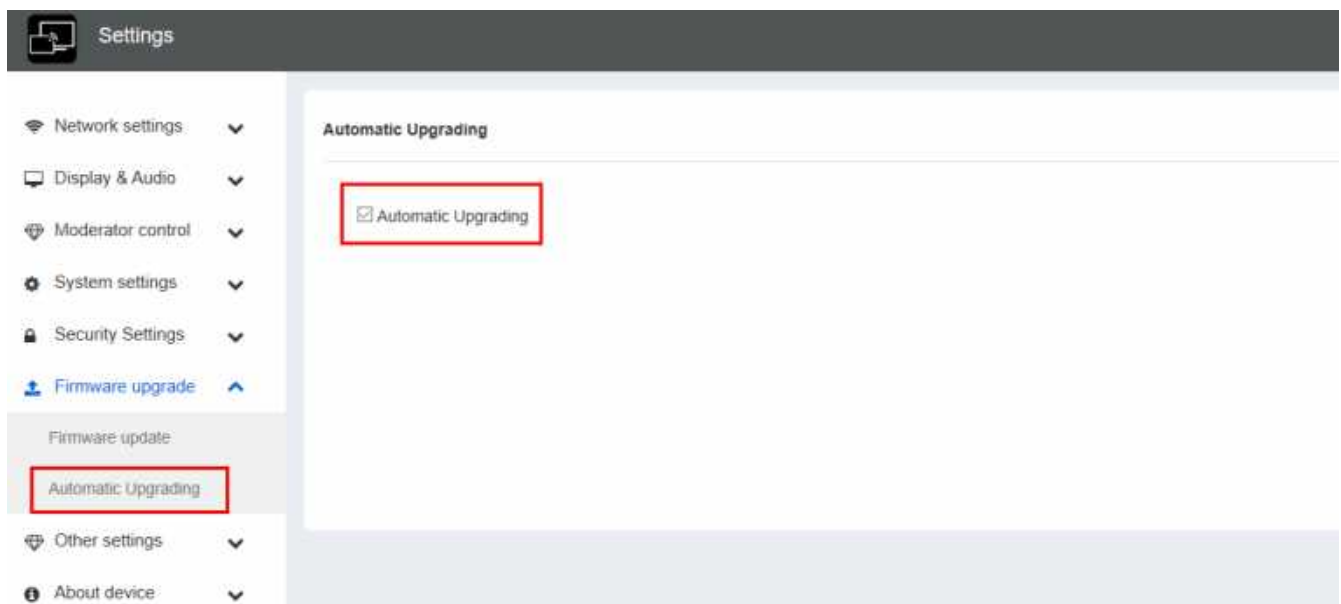 Settings
Network settings
Display & Audio
Moderator control
System settings
Security Settings
Firmware upgrade
Firmware update
Automatic Upgrading
Other settings
About device
Automatic Upgrading
Automatic Upgrading